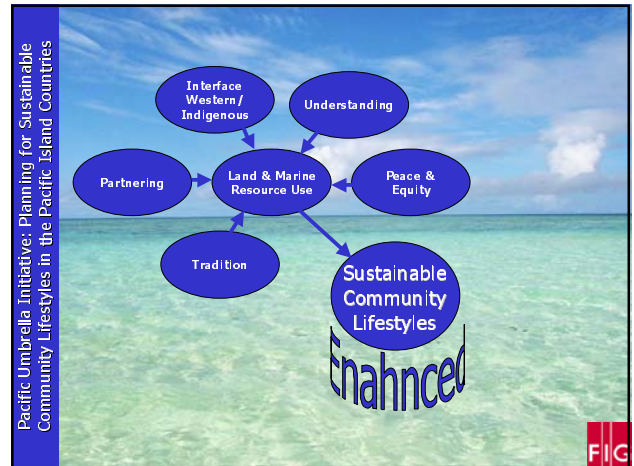 Pacific Umbrella Initiative: Planning for Sustainable
Community Lifestyles in the Pacific Island Countries
Interface
Western/
Indigenous
Understanding
Partnering
Land & Marine
Resource Use
Peace &
Equity
Tradition
Sustainable
Community
Lifestyles
Enahnced
FIG